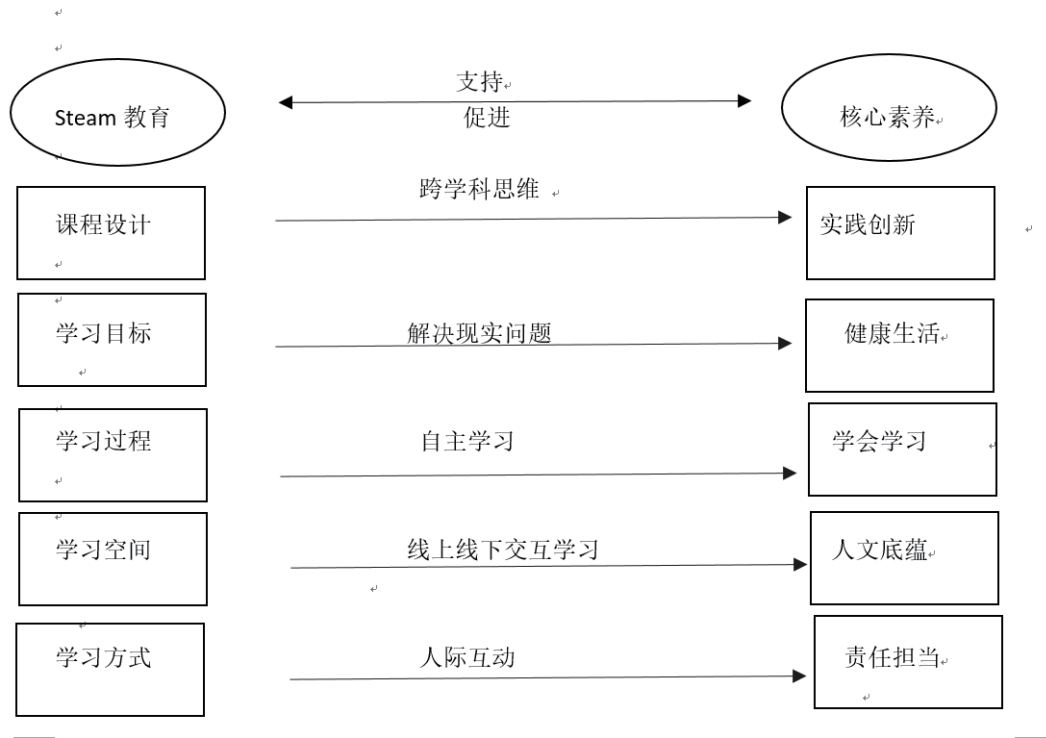 支持
Steam 教育
促进
核心素养
课程设计
跨学科思维
实践创新
学习目标
解决现实问题
健康生活
学习过程
自主学习
学会学习
学习空间
线上线下交互学习
人文底蕴
学习方式
人际互动
责任担当